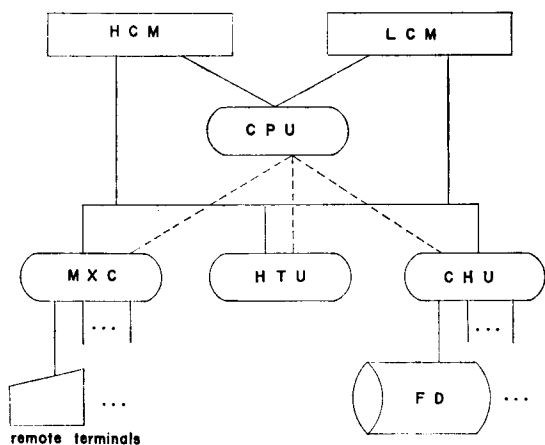 HCM
LCM
CPU
MXC
HTU
CHU
...
...
...
FD
...
remote terminals